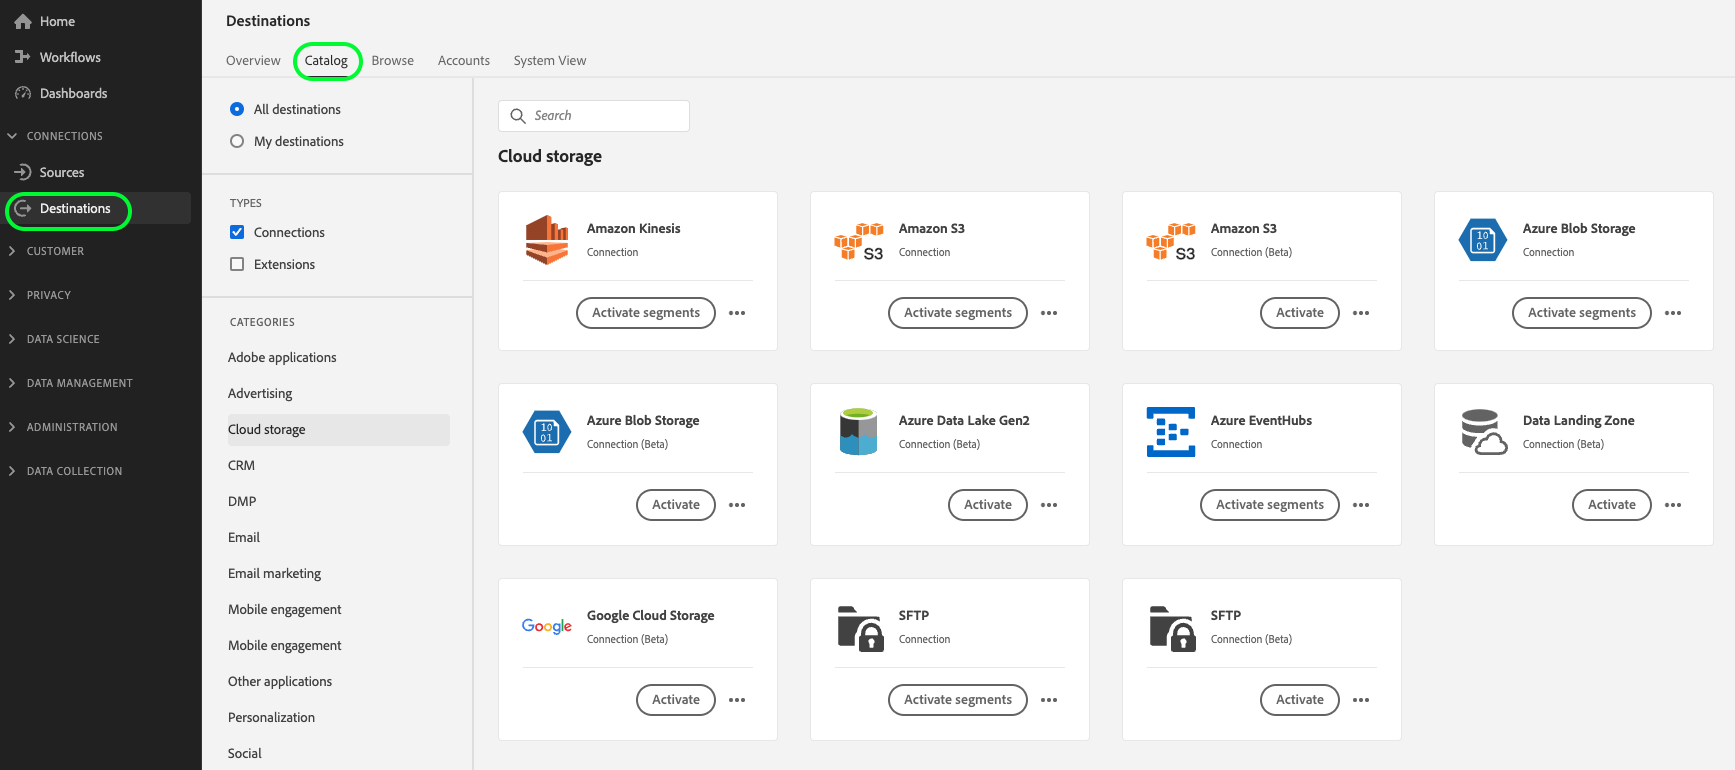 Home
Workflows
Dashboards
CONNECTIONS
Sources
Destinations
CUSTOMER
PRIVACY
DATA SCIENCE
DATA MANAGEMENT
ADMINISTRATION
DATA COLLECTION
Destinations
Overview Catalog Browse Accounts System View
All destinations
My destinations
TYPES
Connections
Extensions
CATEGORIES
Adobe applications
Advertising
Cloud storage
CRM
DMP
Email
Email marketing
Mobile engagement
Mobile engagement
Other applications
Personalization
Social
Search
Cloud storage
Amazon Kinesis
Connection
Activate segments
S3
Amazon S3
Connection
Activate segments
S3
Amazon S3
Connection (Beta)
Activate
10
01
Azure Blob Storage
Connection
Activate segments
10
01
Azure Blob Storage
Connection (Beta)
Activate
Azure Data Lake Gen2
Connection (Beta)
Activate
Azure EventHubs
Connection
Activate segments
Data Landing Zone
Connection (Beta)
Activate
Google
Google Cloud Storage
Connection (Beta)
Activate
SFTP
Connection
Activate segments
SFTP
Connection (Beta)
Activate